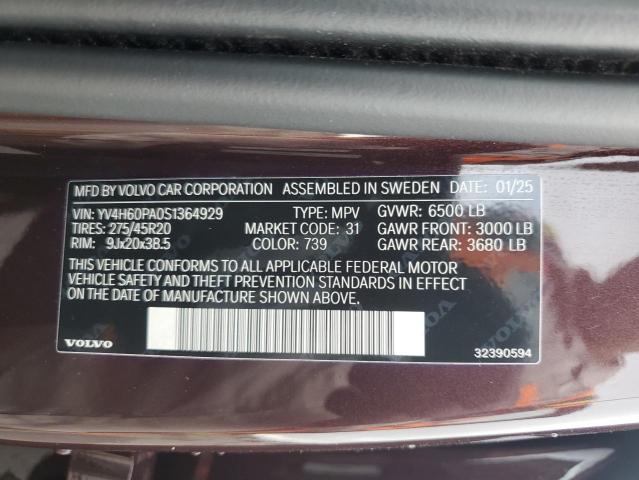 MFD BY VOLVO CAR CORPORATION ASSEMBLED IN SWEDEN DATE: 01/25
VIN: YV4H60PA0S1364929 TYPE: MPV GVWR: 6500 LB
TIRES: 275/45R20 MARKET CODE: 31 GAWR FRONT: 3000 LB
RIM: 9Jx20x38.5 COLOR: 739 GAWR REAR: 3680 LB
THIS VEHICLE CONFORMS TO ALL APPLICABLE FEDERAL MOTOR
VEHICLE SAFETY AND THEFT PREVENTION STANDARDS IN EFFECT
ON THE DATE OF MANUFACTURE SHOWN ABOVE.
VOLVO 32390594